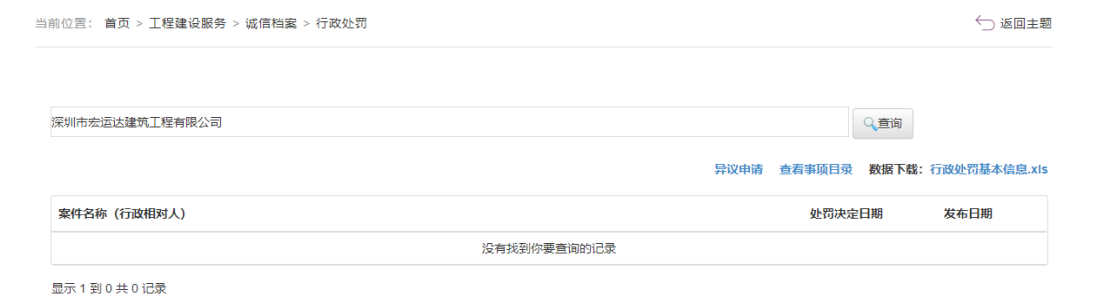 当前位置： 首页 > 工程建设服务 > 诚信档案 > 行政处罚 返回主题
深圳市宏运达建筑工程有限公司 查询
异议申请 查看事项目录 数据下载：行政处罚基本信息.xls
案件名称（行政相对人） 处罚决定日期 发布日期
没有找到你要查询的记录
显示 1 到 0 共 0 记录